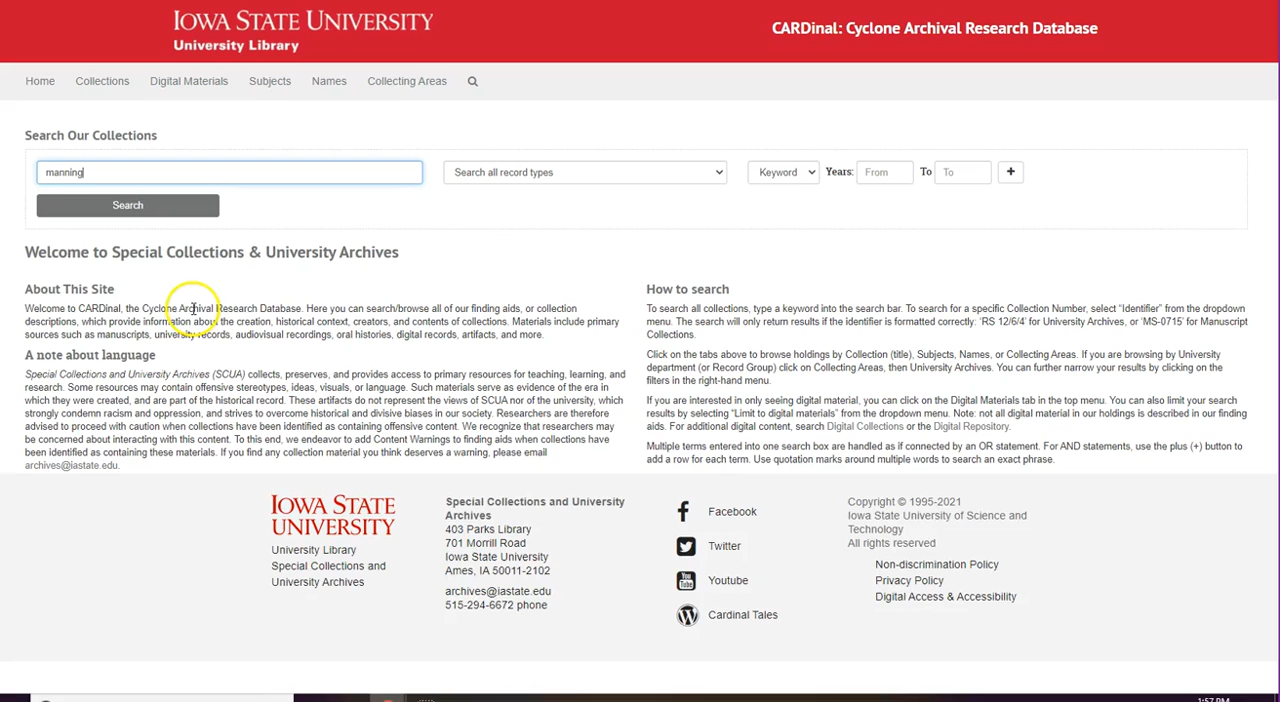 IOWA STATE UNIVERSITY
University Library
CARDinal: Cyclone Archival Research Database
Home Collections Digital Materials Subjects Names Collecting Areas
Search Our Collections
manning Search all record types Keyword Years: From To To +
Search
Welcome to Special Collections & University Archives
About This Site
Welcome to CARDinal, the Cyclone Archival Research Database. Here you can search/browse all of our finding aids, or collection
descriptions, which provide information about the creation, historical context, creators, and contents of collections. Materials include primary
sources such as manuscripts, university records, audiovisual recordings, oral histories, digital records, artifacts, and more.
A note about language
Special Collections and University Archives (SCUA) collects, preserves, and provides access to primary resources for teaching, learning, and
research. Some resources may contain offensive stereotypes, ideas, visuals, or language. Such materials serve as evidence of the era in
which they were created, and are part of the historical record. These artifacts do not represent the views of SCUA nor of the university, which
strongly condemn racism and oppression, and strives to overcome historical and divisive biases in our society. Researchers are therefore
advised to proceed with caution when collections have been identified as containing offensive content. We recognize that researchers may
be concerned about interacting with this content. To this end, we endeavor to add Content Warnings to finding aids when collections have
been identified as containing these materials. If you find any collection material you think deserves a warning, please email
archives@iastate.edu.
How to search
To search all collections, type a keyword into the search bar. To search for a specific Collection Number, select “Identifier” from the dropdown
menu. The search will only return results if the identifier is formatted correctly: ‘RS 12/6/4’ for University Archives, or ‘MS-0715’ for Manuscript
Collections.
Click on the tabs above to browse holdings by Collection (title), Subjects, Names, or Collecting Areas. If you are browsing by University
department (or Record Group) click on Collecting Areas, then University Archives. You can further narrow your results by clicking on the
filters in the right-hand menu.
If you are interested in only seeing digital material, you can click on the Digital Materials tab in the top menu. You can also limit your search
results by selecting “Limit to digital materials” from the dropdown menu. Note: not all digital material in our holdings is described in our finding
aids. For additional digital content, search Digital Collections or the Digital Repository.
Multiple terms entered into one search box are handled as if connected by an OR statement. For AND statements, use the plus (+) button to
add a row for each term. Use quotation marks around multiple words to search an exact phrase.
IOWA STATE
UNIVERSITY
University Library
Special Collections and
University Archives
Special Collections and University
Archives
403 Parks Library
701 Morrill Road
Iowa State University
Ames, IA 50011-2102
archives@iastate.edu
515-294-6672 phone
Facebook
Twitter
Youtube
Cardinal Tales
Copyright © 1995-2021
Iowa State University of Science and
Technology
All rights reserved
Non-discrimination Policy
Privacy Policy
Digital Access & Accessibility
1:57 PM